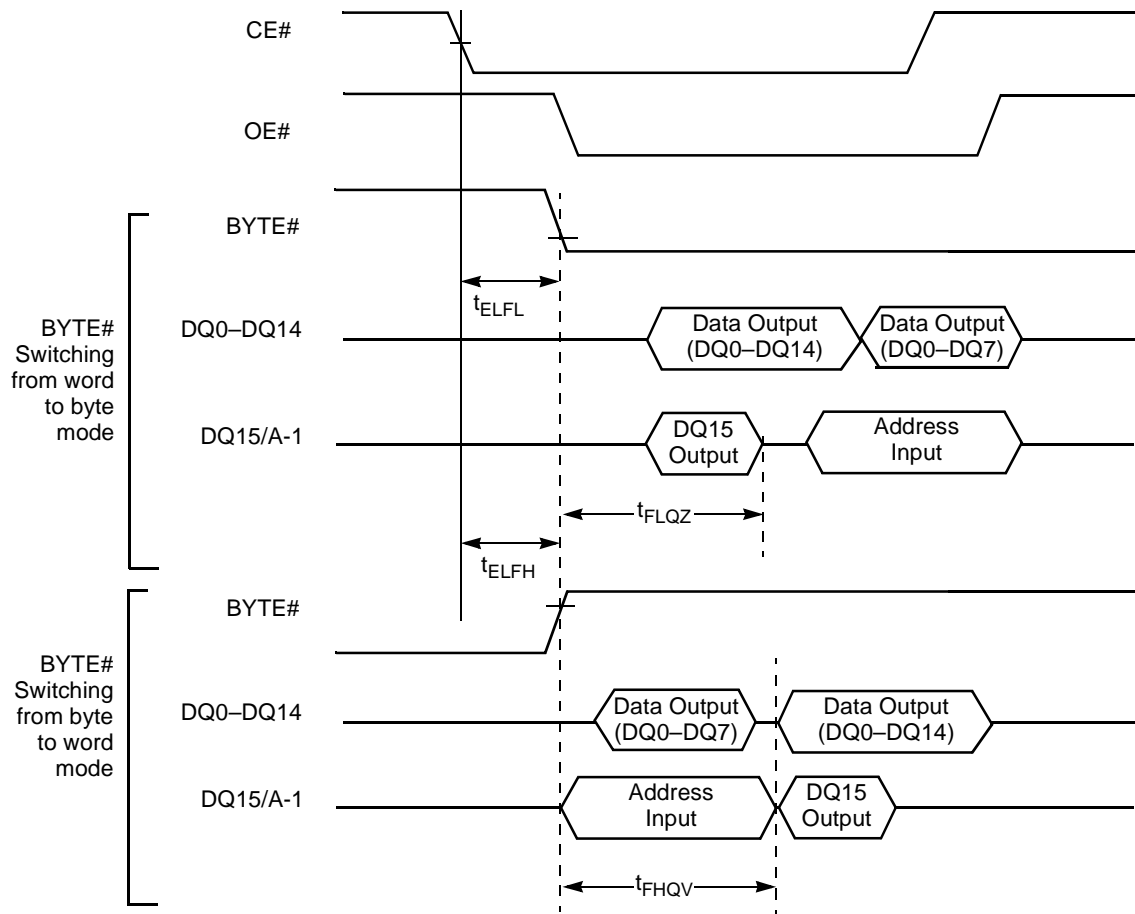 CE#
OE#
BYTE#
tELFL
BYTE#
Switching
from word
to byte
mode
DQ0–DQ14
Data Output
(DQ0–DQ14)
Data Output
(DQ0–DQ7)
DQ15/A-1
DQ15
Output
Address
Input
tFLQZ
tELFH
BYTE#
BYTE#
Switching
from byte
to word
mode
DQ0–DQ14
Data Output
(DQ0–DQ7)
Data Output
(DQ0–DQ14)
DQ15/A-1
Address
Input
DQ15
Output
tFHQV